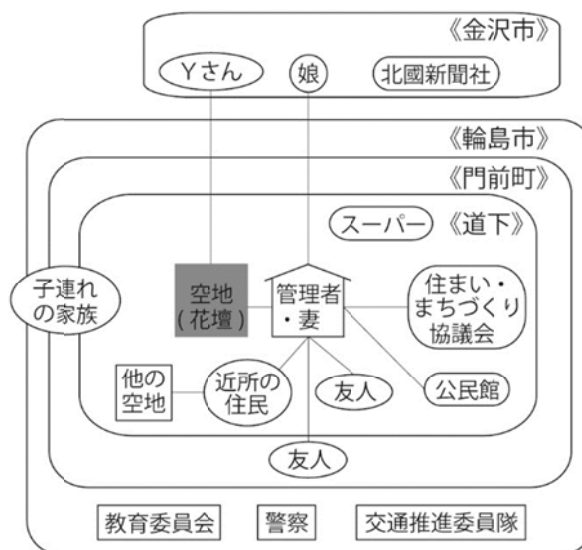 《金沢市》
Yさん
娘
北國新聞社
《輪島市》
《門前町》
スーパー
《道下》
子連れ
の家族
空地
(花壇)
管理者
・妻
住まい・
まちづくり
協議会
他の
空地
近所の
住民
友人
公民館
友人
教育委員会
警察
交通推進委員隊